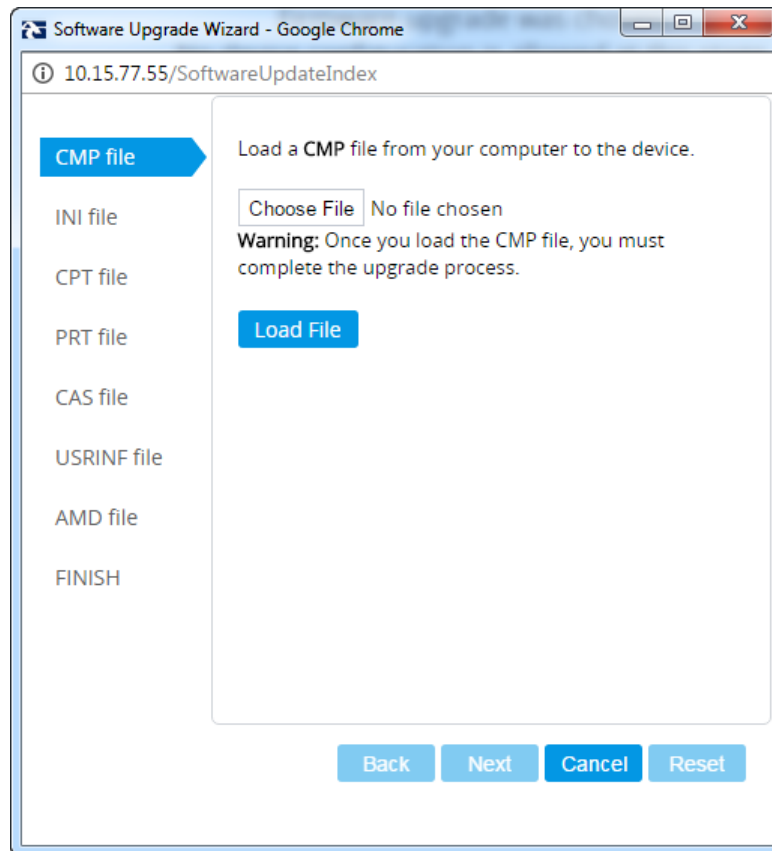 Software Upgrade Wizard - Google Chrome
10.15.77.55/SoftwareUpdateIndex
CMP file
INI file
CPT file
PRT file
CAS file
USRINF file
AMD file
FINISH
Load a CMP file from your computer to the device.
Choose File No file chosen
Warning: Once you load the CMP file, you must
complete the upgrade process.
Load File
Back Next Cancel Reset